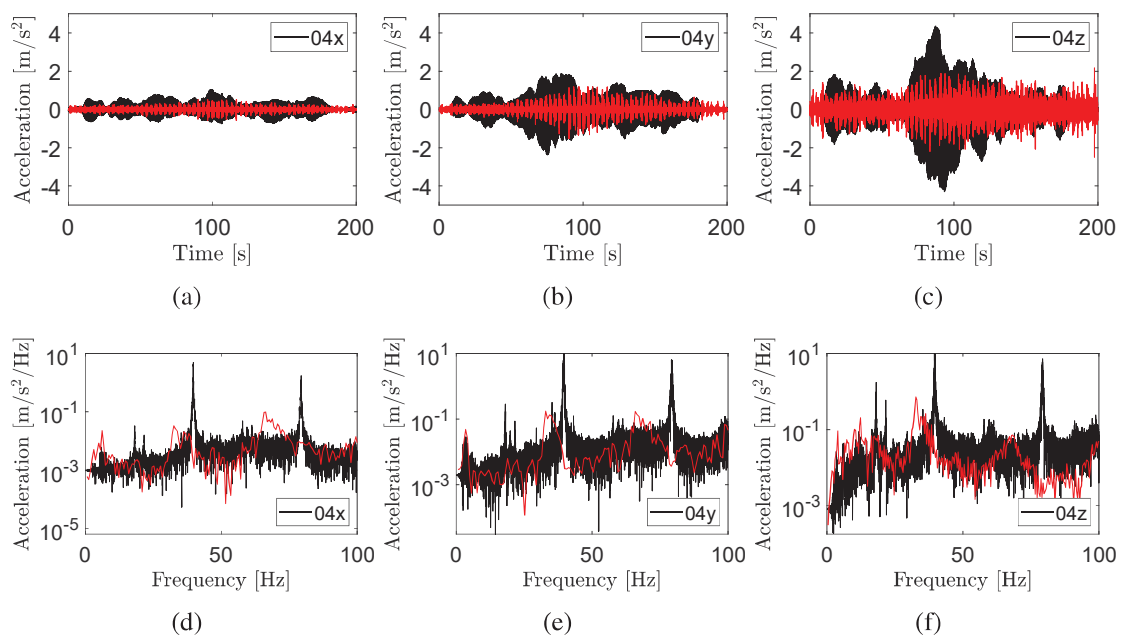 Acceleration [m/s²]
4
2
0
-2
-4
04x
0
100
200
Time [s]
(a)
Acceleration [m/s²]
4
2
0
-2
-4
04y
0
100
200
Time [s]
(b)
Acceleration [m/s²]
4
2
0
-2
-4
04z
0
100
200
Time [s]
(c)
Acceleration [m/s²/Hz]
10¹
10⁻¹
10⁻³
10⁻⁵
04x
0
50
100
Frequency [Hz]
(d)
Acceleration [m/s²/Hz]
10¹
10⁻¹
10⁻³
04y
0
50
100
Frequency [Hz]
(e)
Acceleration [m/s²/Hz]
10¹
10⁻¹
10⁻³
04z
0
50
100
Frequency [Hz]
(f)